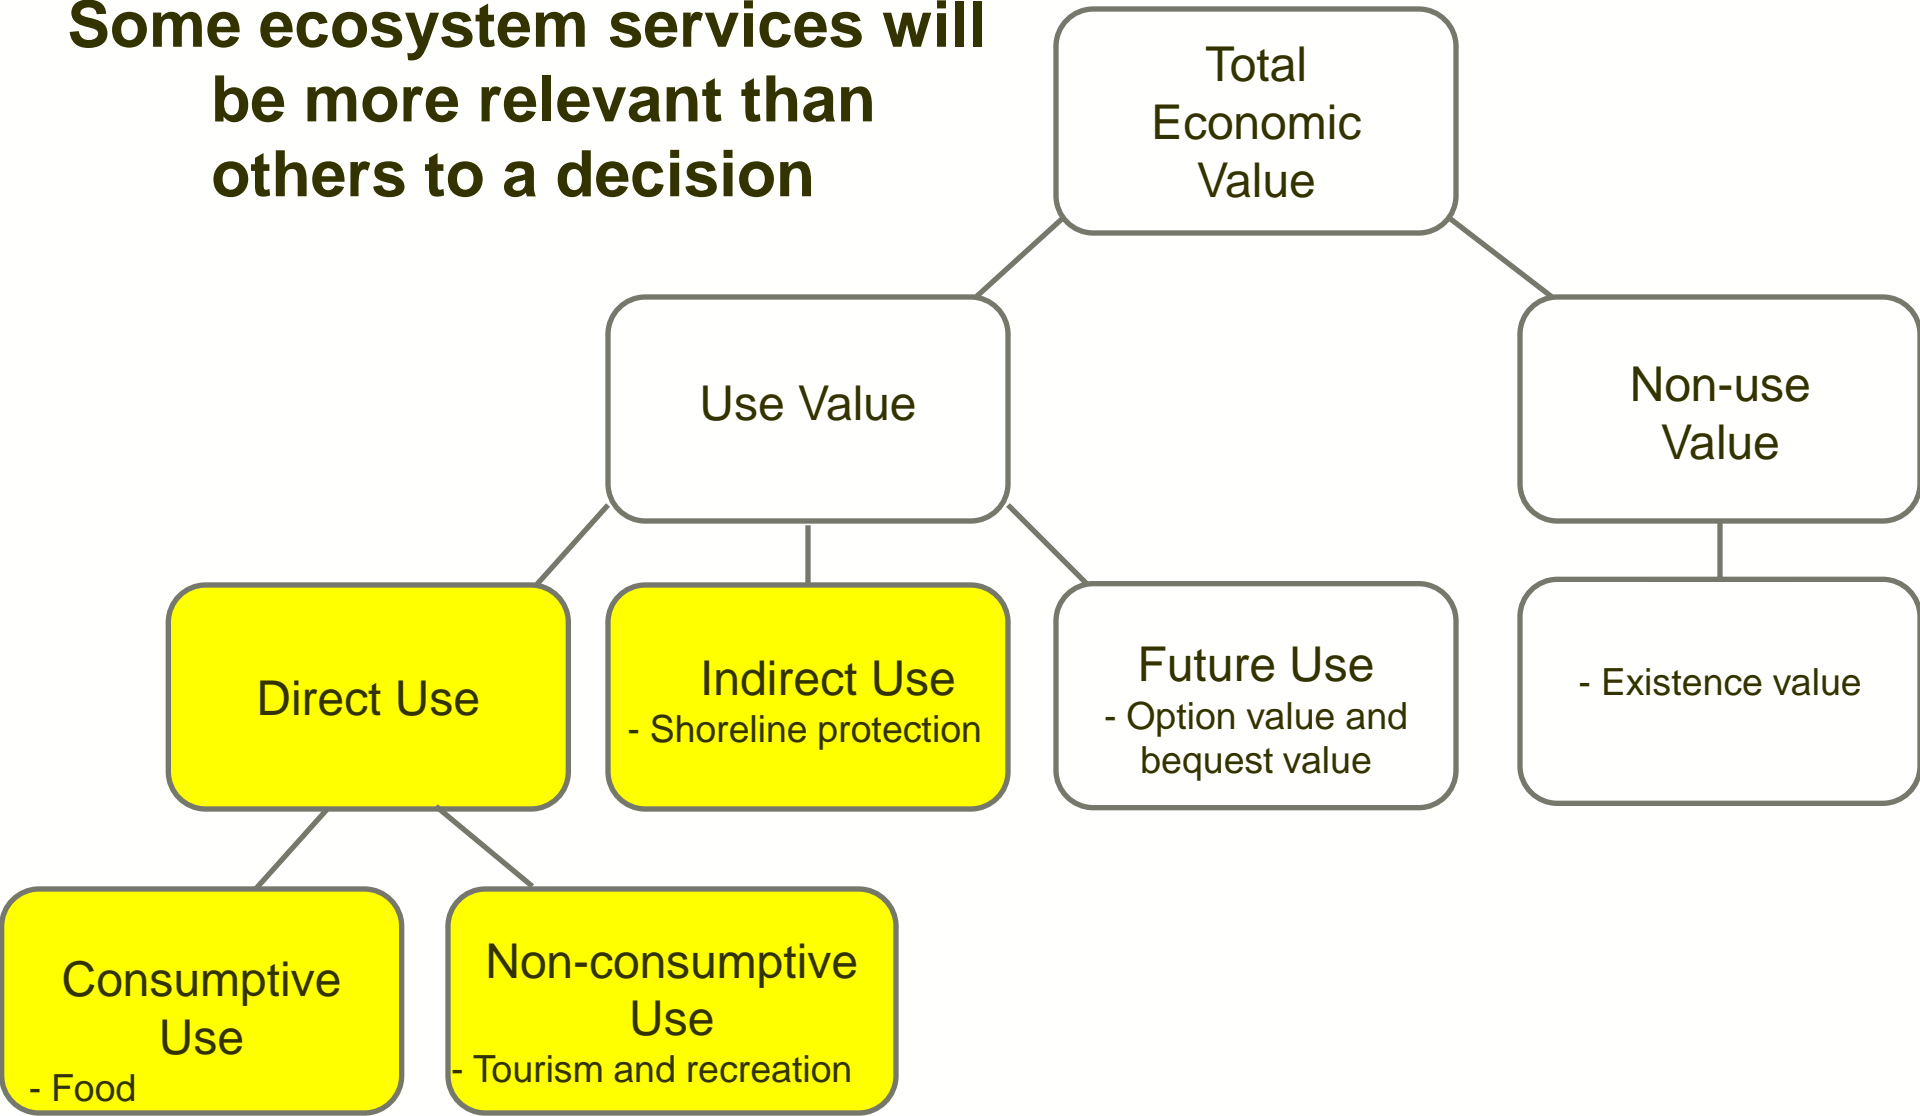 Some ecosystem services will
be more relevant than
others to a decision
Total
Economic
Value
Use Value
Non-use
Value
Direct Use
Indirect Use
- Shoreline protection
Future Use
- Option value and
bequest value
- Existence value
Consumptive
Use
- Food
Non-consumptive
Use
- Tourism and recreation